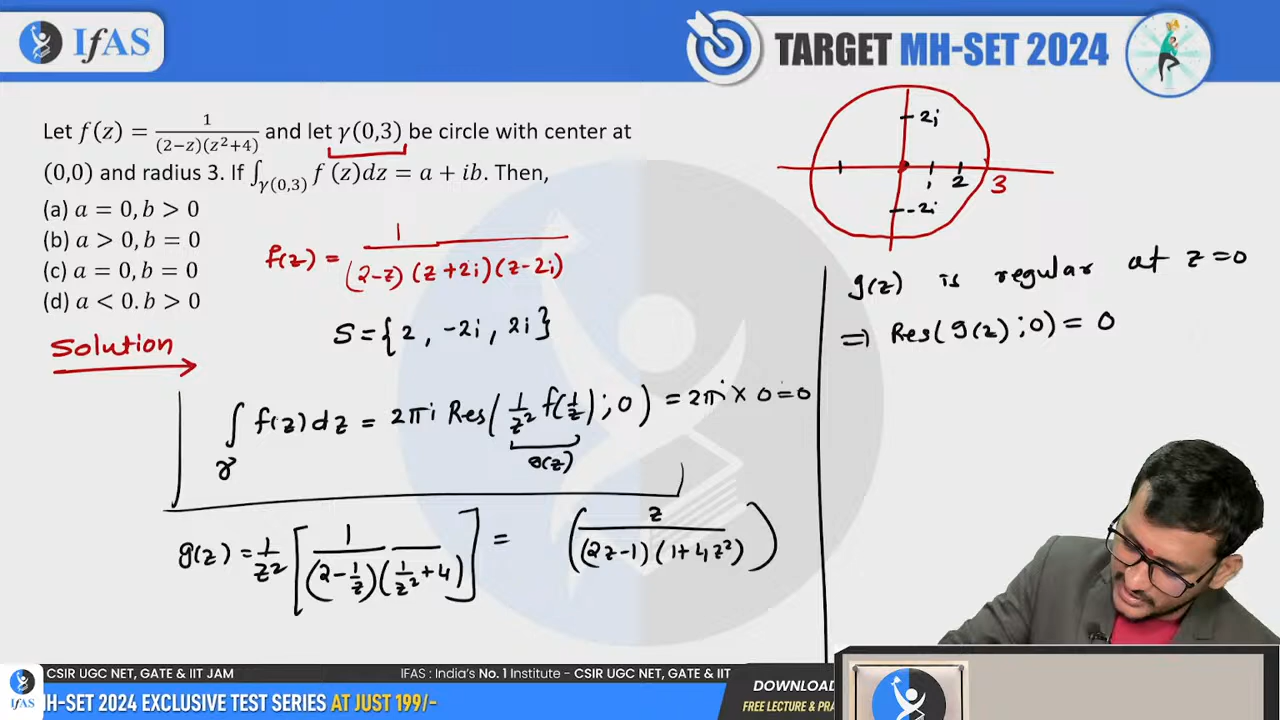 IfAS
TARGET MH-SET 2024
Let f(z) = 1/((2−z)(z²+4)) and let γ(0,3) be circle with center at
(0,0) and radius 3. If ∫_γ(0,3) f (z)dz = a + ib. Then,
(a) a = 0, b > 0
(b) a > 0, b = 0
(c) a = 0, b = 0
(d) a < 0. b > 0
f(z) = 1/((2-z)(z+2i)(z-2i))
Solution
S = {2, -2i, 2i}
∫_γ f(z)dz = 2πi Res(1/z² f(1/z); 0) = 2πi × 0 = 0
g(z)
g(z) = 1/z² [1/((2 - 1/z)(1/z² + 4))] = (z/((2z-1)(1+4z²)))
2i
1 2 3
-2i
g(z) is regular at z = 0
⇒ Res(g(z); 0) = 0
CSIR UGC NET, GATE & IIT JAM
IFAS : India's No. 1 Institute - CSIR UGC NET, GATE & IIT
IFAS
MH-SET 2024 EXCLUSIVE TEST SERIES AT JUST 199/-
DOWNLOAD
FREE LECTURE & PRA